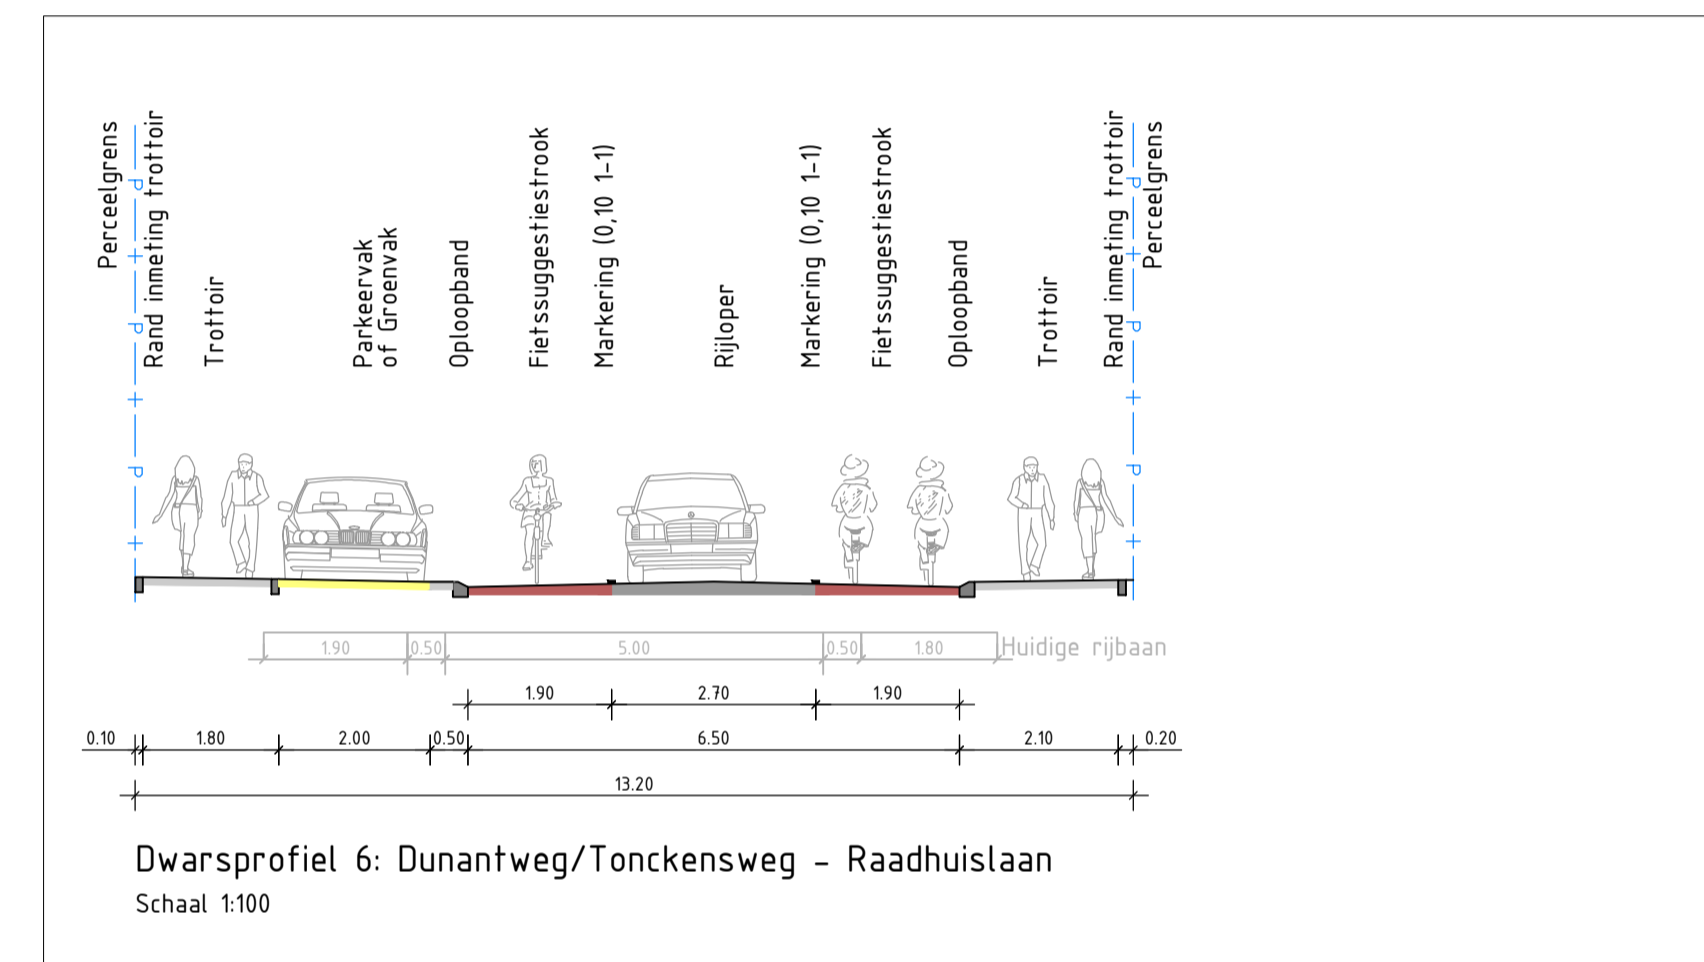 Perceelgrens
Rand inmeting trottoir
Trottoir
Parkeervak
of Groenvak
Oploopband
Fietssuggestiestrook
Markering (0,10 1-1)
Rijloper
Markering (0,10 1-1)
Fietssuggestiestrook
Oploopband
Trottoir
Rand inmeting trottoir
Perceelgrens
P P P
P P P
1.90 0.50 5.00 0.50 1.80 Huidige rijbaan
1.90 2.70 1.90
0.10 1.80 2.00 0.50 6.50 2.10 0.20
13.20
Dwarsprofiel 6: Dunantweg/Tonckensweg - Raadhuislaan
Schaal 1:100